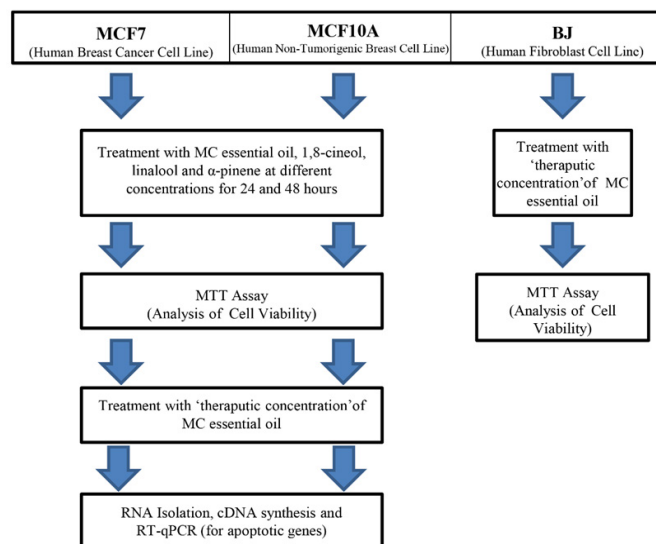 MCF7
(Human Breast Cancer Cell Line)
MCF10A
(Human Non-Tumorigenic Breast Cell Line)
BJ
(Human Fibroblast Cell Line)
Treatment with MC essential oil, 1,8-cineol,
linalool and α-pinene at different
concentrations for 24 and 48 hours
Treatment with
‘theraputic
concentration’of MC
essential oil
MTT Assay
(Analysis of Cell Viability)
MTT Assay
(Analysis of Cell
Viability)
Treatment with ‘theraputic concentration’of
MC essential oil
RNA Isolation, cDNA synthesis and
RT-qPCR (for apoptotic genes)